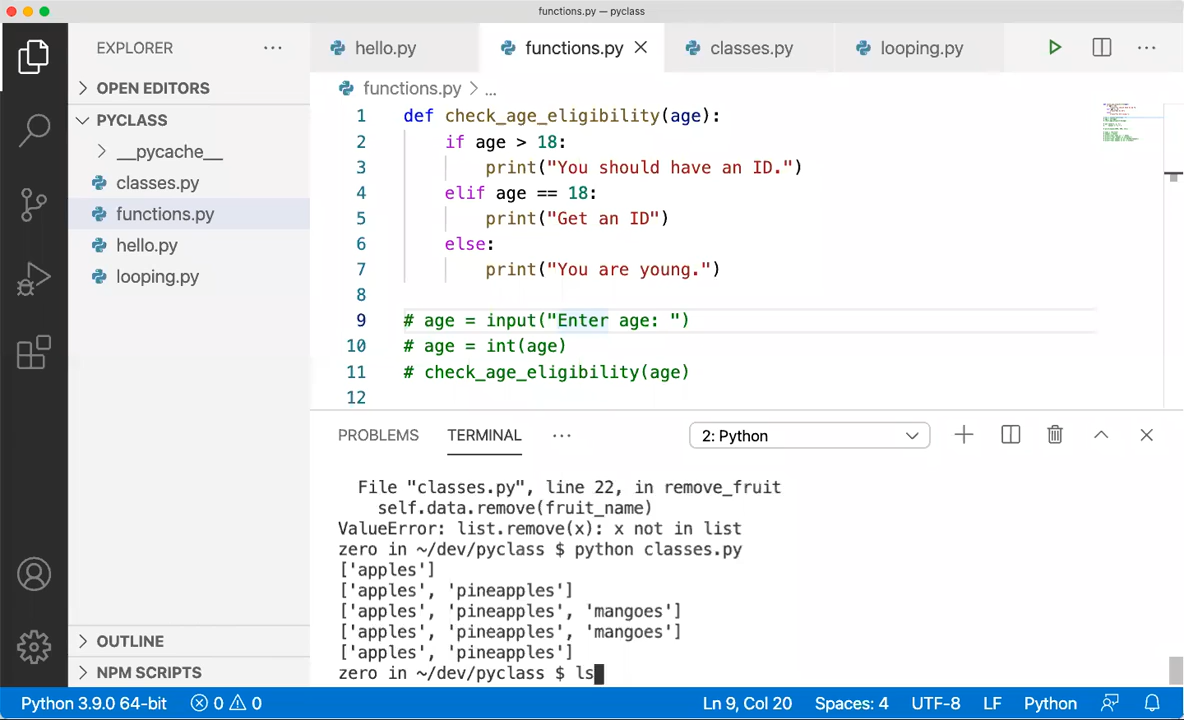 functions.py — pyclass
EXPLORER ...
hello.py
functions.py
classes.py
looping.py
...
OPEN EDITORS
PYCLASS
__pycache__
classes.py
functions.py
hello.py
looping.py
OUTLINE
NPM SCRIPTS
functions.py > ...
1 def check_age_eligibility(age):
2 if age > 18:
3 print("You should have an ID.")
4 elif age == 18:
5 print("Get an ID")
6 else:
7 print("You are young.")
8
9 # age = input("Enter age: ")
10 # age = int(age)
11 # check_age_eligibility(age)
12
PROBLEMS TERMINAL ... 2: Python
File "classes.py", line 22, in remove_fruit
self.data.remove(fruit_name)
ValueError: list.remove(x): x not in list
zero in ~/dev/pyclass $ python classes.py
['apples']
['apples', 'pineapples']
['apples', 'pineapples', 'mangoes']
['apples', 'pineapples', 'mangoes']
['apples', 'pineapples']
zero in ~/dev/pyclass $ ls
Python 3.9.0 64-bit 0 0 Ln 9, Col 20 Spaces: 4 UTF-8 LF Python